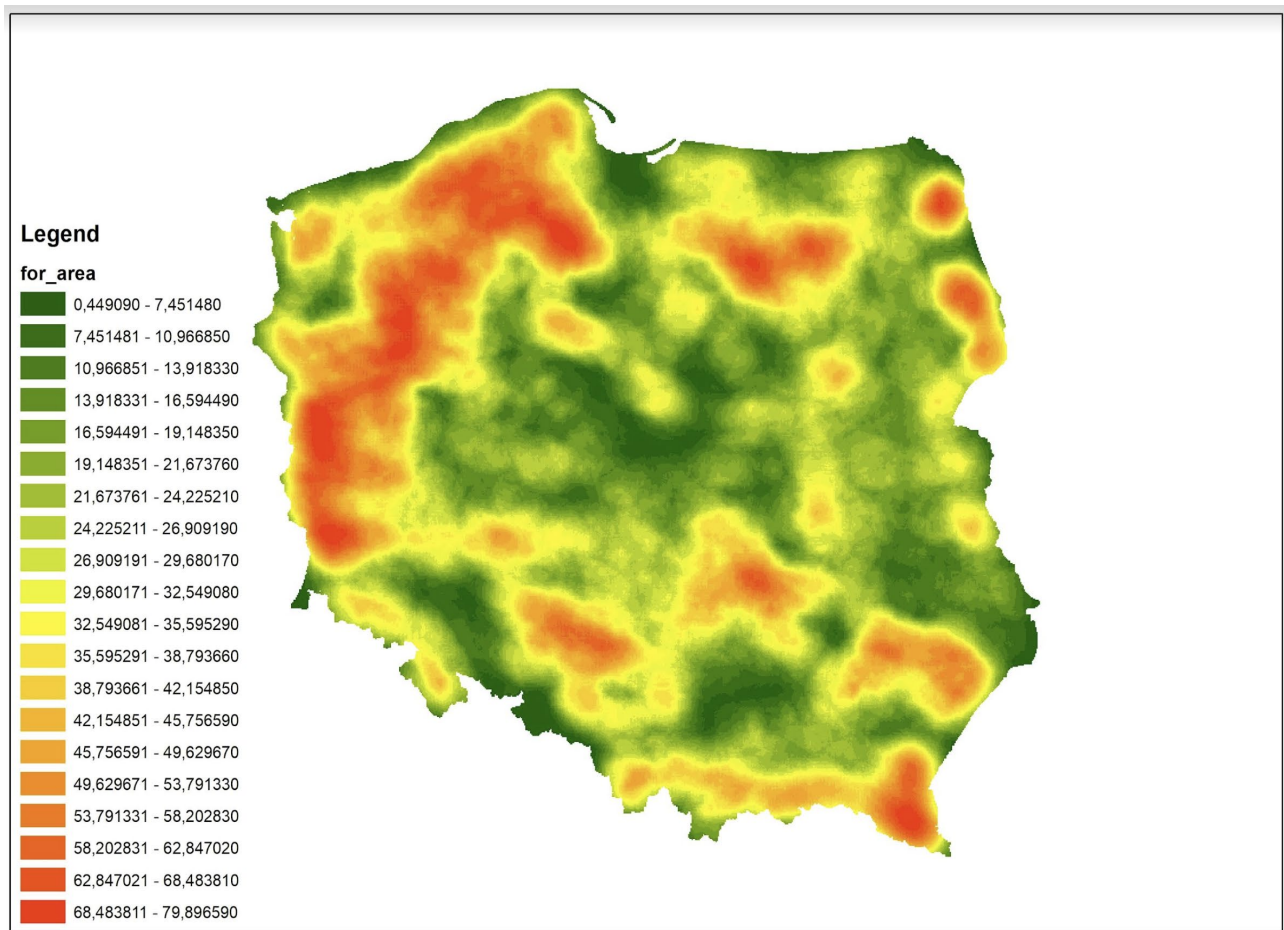 Legend
for_area
0,449090 - 7,451480
7,451481 - 10,966850
10,966851 - 13,918330
13,918331 - 16,594490
16,594491 - 19,148350
19,148351 - 21,673760
21,673761 - 24,225210
24,225211 - 26,909190
26,909191 - 29,680170
29,680171 - 32,549080
32,549081 - 35,595290
35,595291 - 38,793660
38,793661 - 42,154850
42,154851 - 45,756590
45,756591 - 49,629670
49,629671 - 53,791330
53,791331 - 58,202830
58,202831 - 62,847020
62,847021 - 68,483810
68,483811 - 79,896590